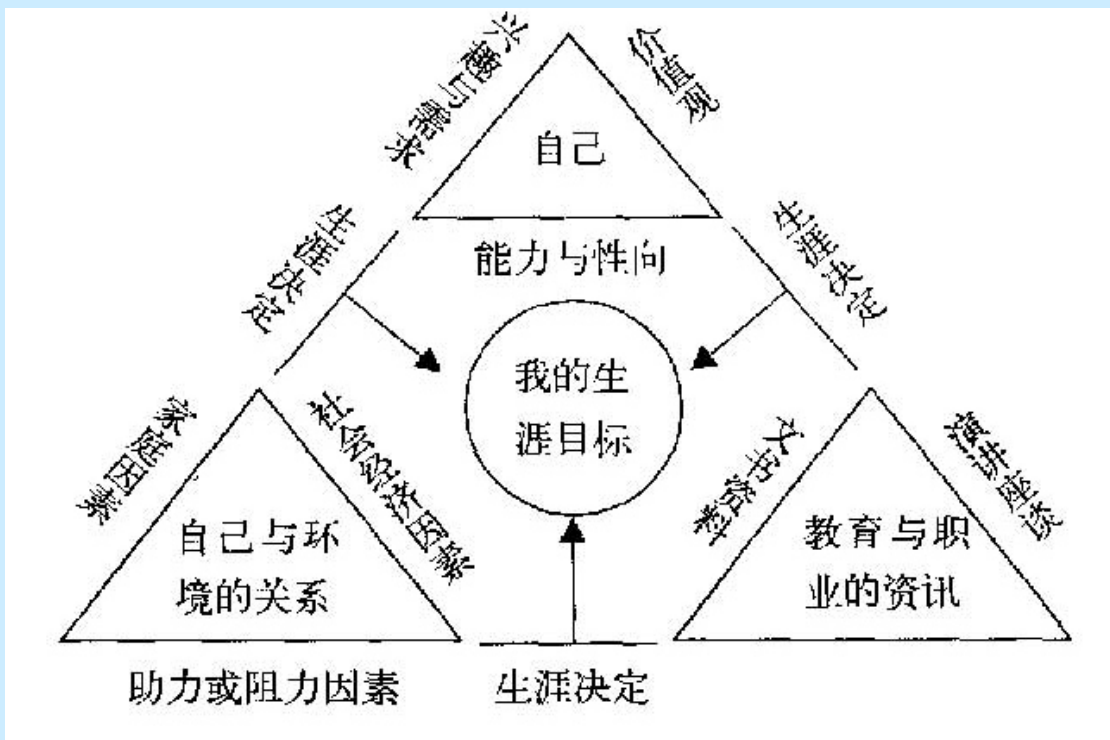 兴趣与需求
价值观
自己
生涯决定
生涯决定
能力与性向
我的生
涯目标
家庭因素
社会经济因素
文书资料
演讲座谈
自己与环
境的关系
教育与职
业的资讯
助力或阻力因素
生涯决定